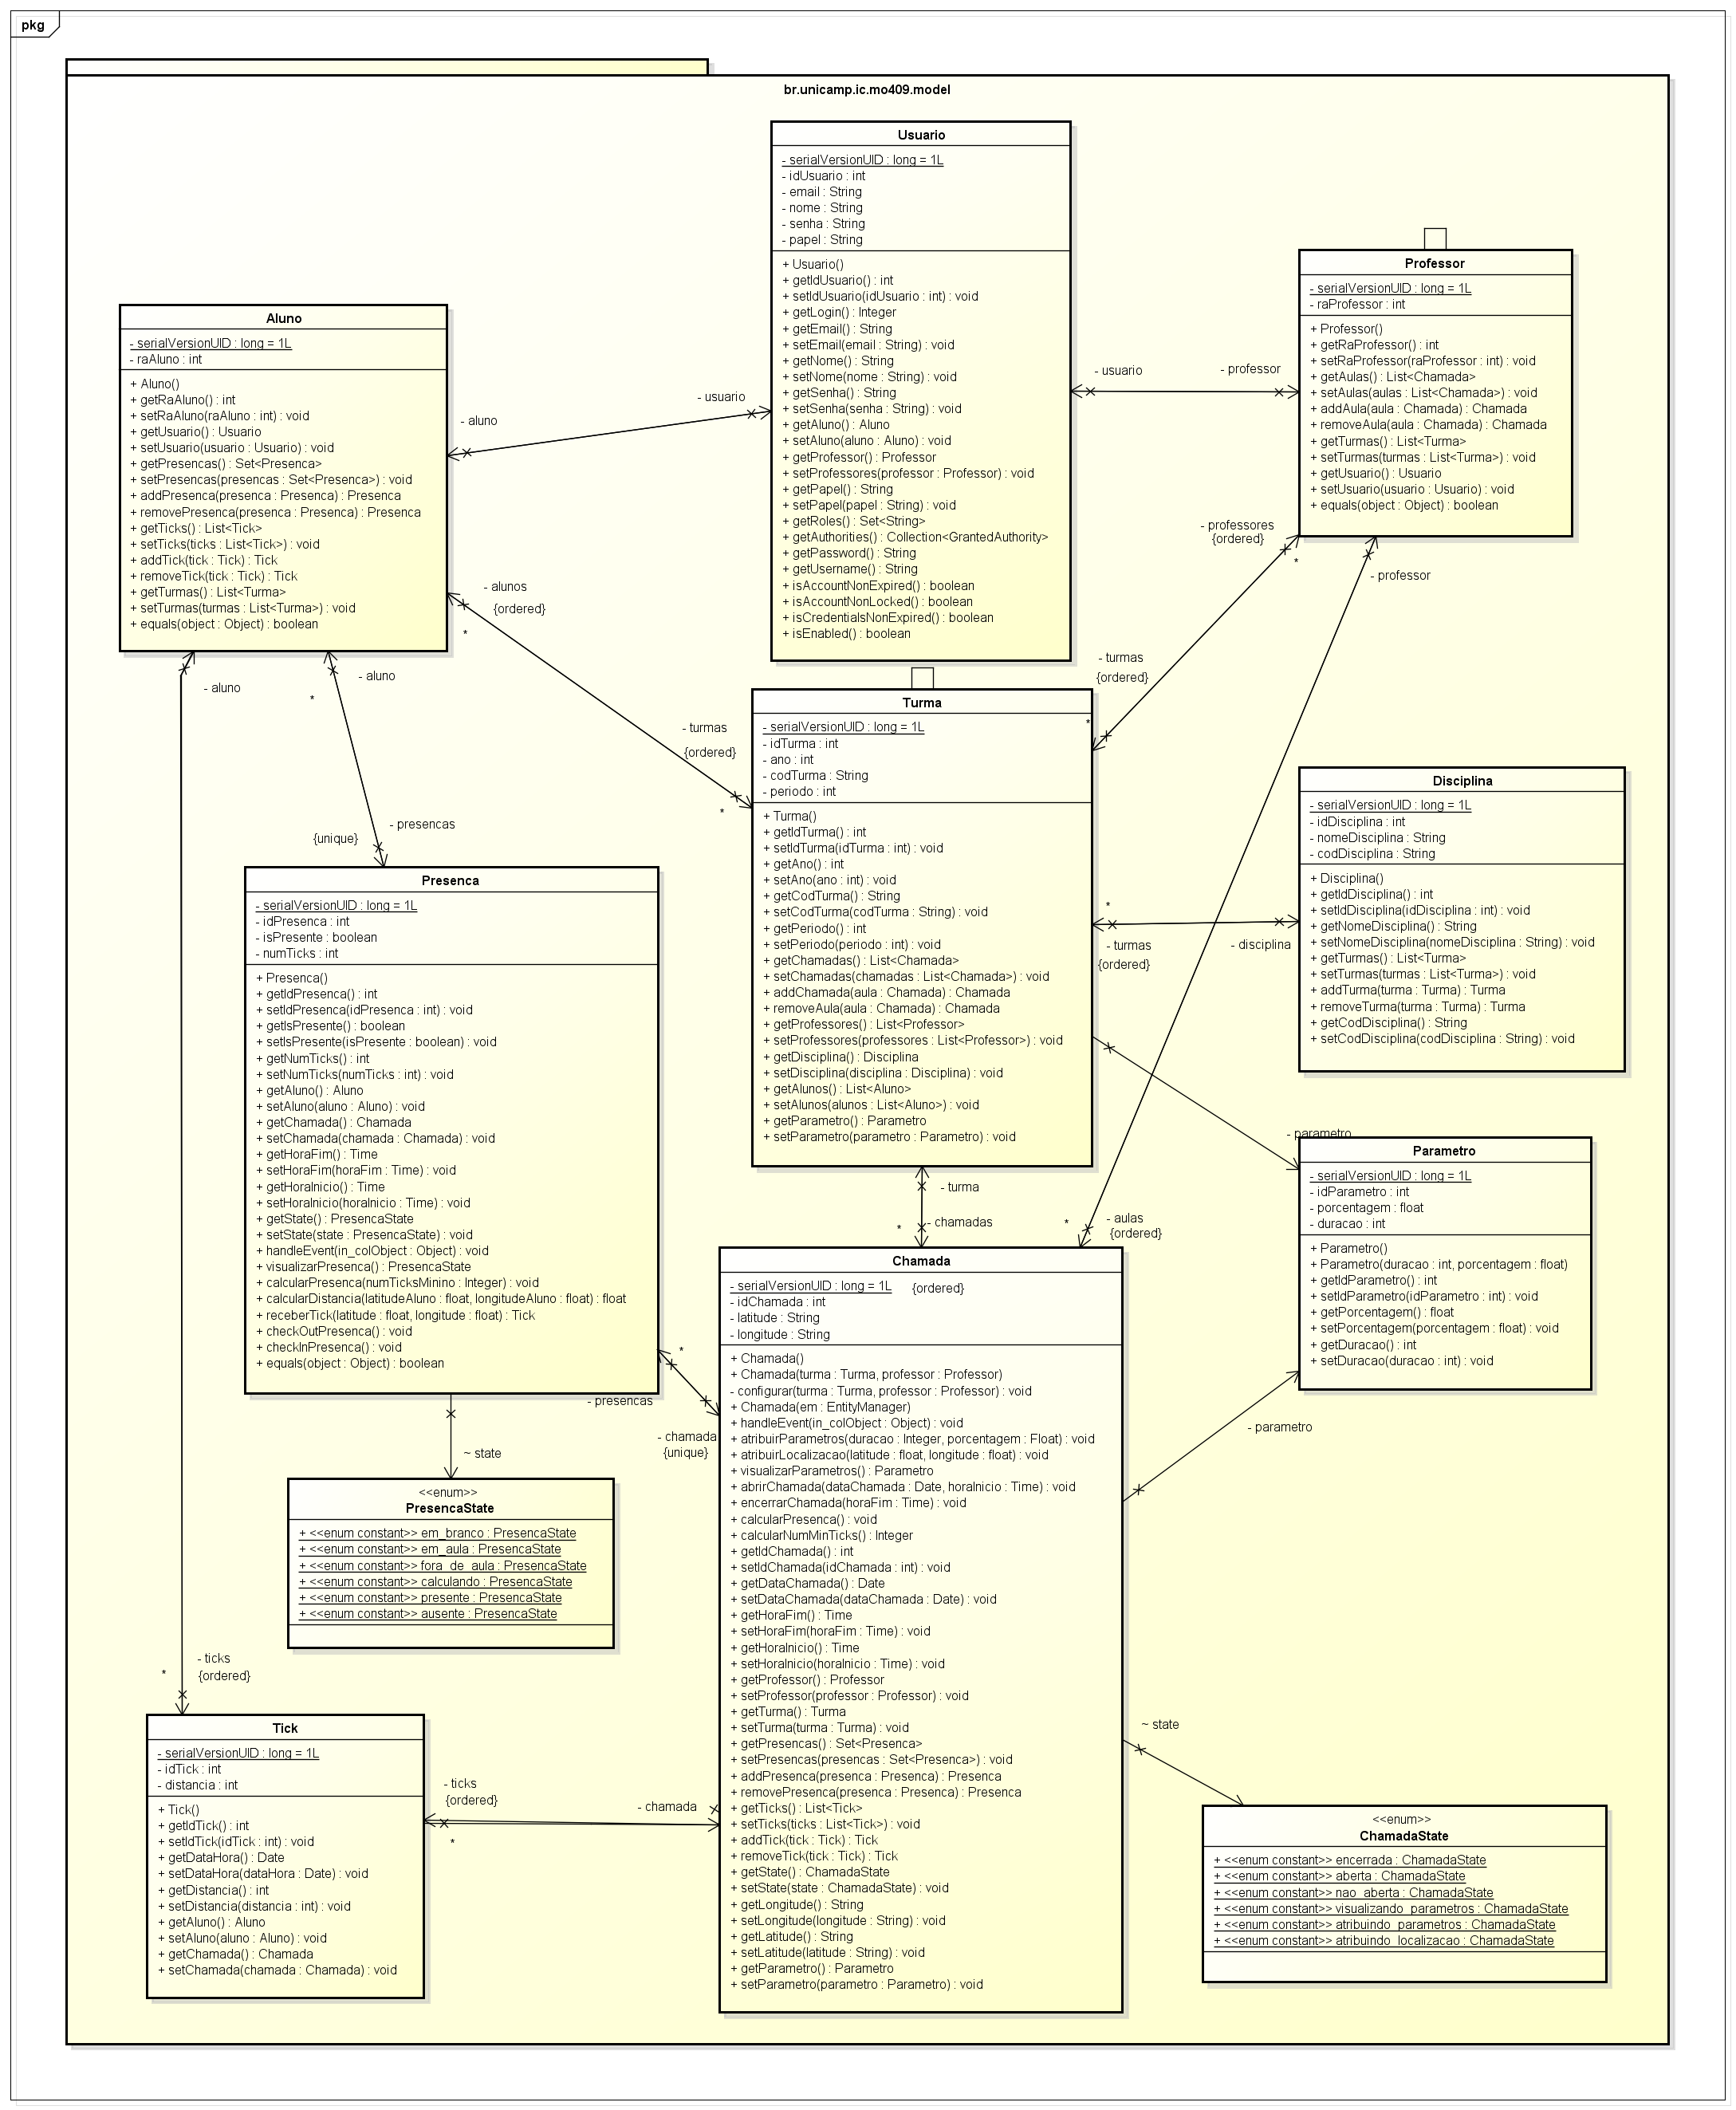 pkg
br.unicamp.ic.mo409.model
Usuario
- serialVersionUID : long = 1L
- idUsuario : int
- email : String
- nome : String
- senha : String
- papel : String
+ Usuario()
+ getIdUsuario() : int
+ setIdUsuario(idUsuario : int) : void
+ getLogin() : Integer
+ getEmail() : String
+ setEmail(email : String) : void
+ getNome() : String
+ setNome(nome : String) : void
+ getSenha() : String
+ setSenha(senha : String) : void
+ getAluno() : Aluno
+ setAluno(aluno : Aluno) : void
+ getProfessor() : Professor
+ setProfessores(professor : Professor) : void
+ getPapel() : String
+ setPapel(papel : String) : void
+ getRoles() : Set<String>
+ getAuthorities() : Collection<GrantedAuthority>
+ getPassword() : String
+ getUsername() : String
+ isAccountNonExpired() : boolean
+ isAccountNonLocked() : boolean
+ isCredentialsNonExpired() : boolean
+ isEnabled() : boolean
Professor
- serialVersionUID : long = 1L
- raProfessor : int
+ Professor()
+ getRaProfessor() : int
+ setRaProfessor(raProfessor : int) : void
+ getAulas() : List<Chamada>
+ setAulas(aulas : List<Chamada>) : void
+ addAula(aula : Chamada) : Chamada
+ removeAula(aula : Chamada) : Chamada
+ getTurmas() : List<Turma>
+ setTurmas(turmas : List<Turma>) : void
+ getUsuario() : Usuario
+ setUsuario(usuario : Usuario) : void
+ equals(object : Object) : boolean
Aluno
- serialVersionUID : long = 1L
- raAluno : int
+ Aluno()
+ getRaAluno() : int
+ setRaAluno(raAluno : int) : void
+ getUsuario() : Usuario
+ setUsuario(usuario : Usuario) : void
+ getPresencas() : Set<Presenca>
+ setPresencas(presencas : Set<Presenca>) : void
+ addPresenca(presenca : Presenca) : Presenca
+ removePresenca(presenca : Presenca) : Presenca
+ getTicks() : List<Tick>
+ setTicks(ticks : List<Tick>) : void
+ addTick(tick : Tick) : Tick
+ removeTick(tick : Tick) : Tick
+ getTurmas() : List<Turma>
+ setTurmas(turmas : List<Turma>) : void
+ equals(object : Object) : boolean
- usuario
- professor
- usuario
- aluno
- professores
{ordered}
*
- professor
- alunos
{ordered}
*
- aluno
- aluno
*
- turmas
{ordered}
*
- turmas
{ordered}
*
Turma
- serialVersionUID : long = 1L
- idTurma : int
- ano : int
- codTurma : String
- periodo : int
+ Turma()
+ getIdTurma() : int
+ setIdTurma(idTurma : int) : void
+ getAno() : int
+ setAno(ano : int) : void
+ getCodTurma() : String
+ setCodTurma(codTurma : String) : void
+ getPeriodo() : int
+ setPeriodo(periodo : int) : void
+ getChamadas() : List<Chamada>
+ setChamadas(chamadas : List<Chamada>) : void
+ addChamada(aula : Chamada) : Chamada
+ removeAula(aula : Chamada) : Chamada
+ getProfessores() : List<Professor>
+ setProfessores(professores : List<Professor>) : void
+ getDisciplina() : Disciplina
+ setDisciplina(disciplina : Disciplina) : void
+ getAlunos() : List<Aluno>
+ setAlunos(alunos : List<Aluno>) : void
+ getParametro() : Parametro
+ setParametro(parametro : Parametro) : void
Disciplina
- serialVersionUID : long = 1L
- idDisciplina : int
- nomeDisciplina : String
- codDisciplina : String
+ Disciplina()
+ getIdDisciplina() : int
+ setIdDisciplina(idDisciplina : int) : void
+ getNomeDisciplina() : String
+ setNomeDisciplina(nomeDisciplina : String) : void
+ getTurmas() : List<Turma>
+ setTurmas(turmas : List<Turma>) : void
+ addTurma(turma : Turma) : Turma
+ removeTurma(turma : Turma) : Turma
+ getCodDisciplina() : String
+ setCodDisciplina(codDisciplina : String) : void
*
- turmas
{ordered}
- disciplina
- presencas
{unique}
Presenca
- serialVersionUID : long = 1L
- idPresenca : int
- isPresente : boolean
- numTicks : int
+ Presenca()
+ getIdPresenca() : int
+ setIdPresenca(idPresenca : int) : void
+ getIsPresente() : boolean
+ setIsPresente(isPresente : boolean) : void
+ getNumTicks() : int
+ setNumTicks(numTicks : int) : void
+ getAluno() : Aluno
+ setAluno(aluno : Aluno) : void
+ getChamada() : Chamada
+ setChamada(chamada : Chamada) : void
+ getHoraFim() : Time
+ setHoraFim(horaFim : Time) : void
+ getHoraInicio() : Time
+ setHoraInicio(horaInicio : Time) : void
+ getState() : PresencaState
+ setState(state : PresencaState) : void
+ handleEvent(in_colObject : Object) : void
+ visualizarPresenca() : PresencaState
+ calcularPresenca(numTicksMinino : Integer) : void
+ calcularDistancia(latitudeAluno : float, longitudeAluno : float) : float
+ receberTick(latitude : float, longitude : float) : Tick
+ checkOutPresenca() : void
+ checkInPresenca() : void
+ equals(object : Object) : boolean
- parametro
Parametro
- serialVersionUID : long = 1L
- idParametro : int
- porcentagem : float
- duracao : int
+ Parametro()
+ Parametro(duracao : int, porcentagem : float)
+ getIdParametro() : int
+ setIdParametro(idParametro : int) : void
+ getPorcentagem() : float
+ setPorcentagem(porcentagem : float) : void
+ getDuracao() : int
+ setDuracao(duracao : int) : void
- turma
*
- chamadas
*
- aulas
{ordered}
Chamada
- serialVersionUID : long = 1L
{ordered}
- idChamada : int
- latitude : String
- longitude : String
+ Chamada()
+ Chamada(turma : Turma, professor : Professor)
- configurar(turma : Turma, professor : Professor) : void
+ Chamada(em : EntityManager)
+ handleEvent(in_colObject : Object) : void
+ atribuirParametros(duracao : Integer, porcentagem : Float) : void
+ atribuirLocalizacao(latitude : float, longitude : float) : void
+ visualizarParametros() : Parametro
+ abrirChamada(dataChamada : Date, horaInicio : Time) : void
+ encerrarChamada(horaFim : Time) : void
+ calcularPresenca() : void
+ calcularNumMinTicks() : Integer
+ getIdChamada() : int
+ setIdChamada(idChamada : int) : void
+ getDataChamada() : Date
+ setDataChamada(dataChamada : Date) : void
+ getHoraFim() : Time
+ setHoraFim(horaFim : Time) : void
+ getHoraInicio() : Time
+ setHoraInicio(horaInicio : Time) : void
+ getProfessor() : Professor
+ setProfessor(professor : Professor) : void
+ getTurma() : Turma
+ setTurma(turma : Turma) : void
+ getPresencas() : Set<Presenca>
+ setPresencas(presencas : Set<Presenca>) : void
+ addPresenca(presenca : Presenca) : Presenca
+ removePresenca(presenca : Presenca) : Presenca
+ getTicks() : List<Tick>
+ setTicks(ticks : List<Tick>) : void
+ addTick(tick : Tick) : Tick
+ removeTick(tick : Tick) : Tick
+ getState() : ChamadaState
+ setState(state : ChamadaState) : void
+ getLongitude() : String
+ setLongitude(longitude : String) : void
+ getLatitude() : String
+ setLatitude(latitude : String) : void
+ getParametro() : Parametro
+ setParametro(parametro : Parametro) : void
*
- presencas
- chamada
{unique}
- parametro
~ state
<<enum>>
PresencaState
+ <<enum constant>> em_branco : PresencaState
+ <<enum constant>> em_aula : PresencaState
+ <<enum constant>> fora_de_aula : PresencaState
+ <<enum constant>> calculando : PresencaState
+ <<enum constant>> presente : PresencaState
+ <<enum constant>> ausente : PresencaState
*
- ticks
{ordered}
Tick
- serialVersionUID : long = 1L
- idTick : int
- distancia : int
+ Tick()
+ getIdTick() : int
+ setIdTick(idTick : int) : void
+ getDataHora() : Date
+ setDataHora(dataHora : Date) : void
+ getDistancia() : int
+ setDistancia(distancia : int) : void
+ getAluno() : Aluno
+ setAluno(aluno : Aluno) : void
+ getChamada() : Chamada
+ setChamada(chamada : Chamada) : void
- ticks
{ordered}
*
- chamada
~ state
<<enum>>
ChamadaState
+ <<enum constant>> encerrada : ChamadaState
+ <<enum constant>> aberta : ChamadaState
+ <<enum constant>> nao_aberta : ChamadaState
+ <<enum constant>> visualizando_parametros : ChamadaState
+ <<enum constant>> atribuindo_parametros : ChamadaState
+ <<enum constant>> atribuindo_localizacao : ChamadaState